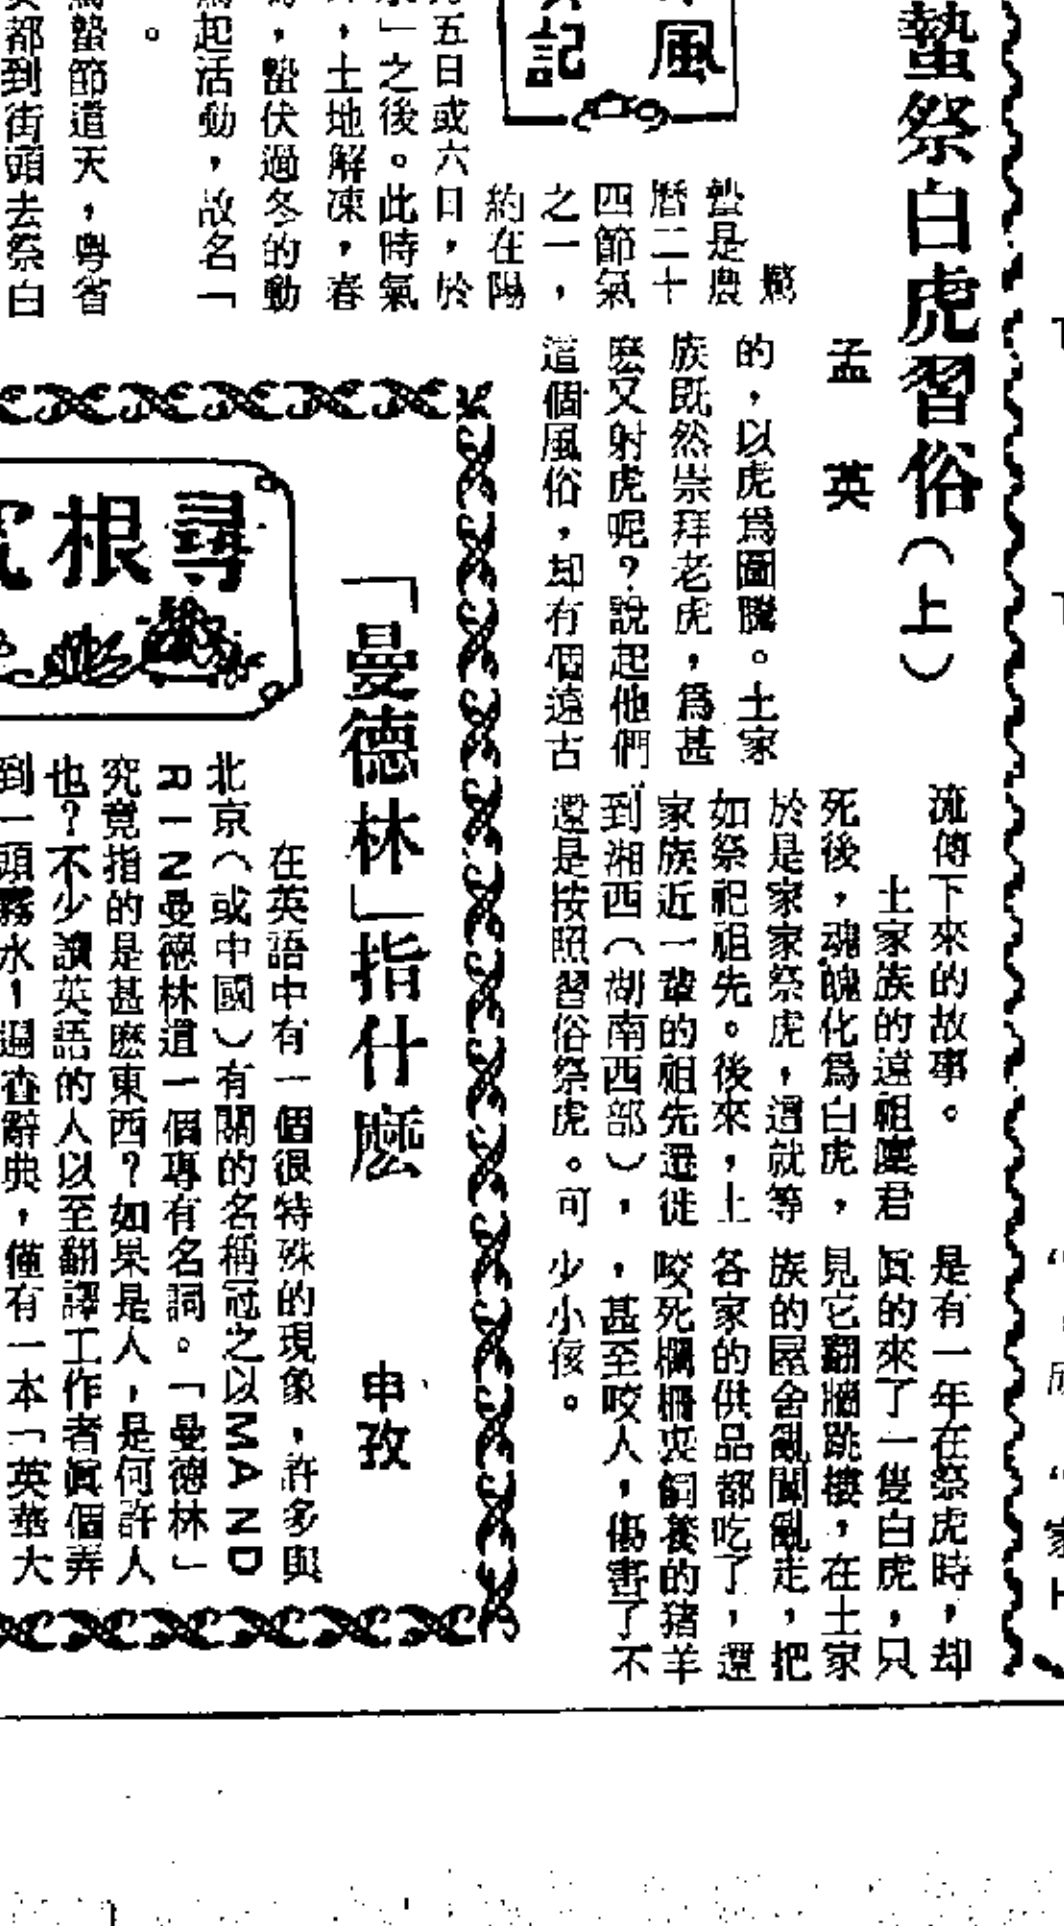 蟄祭白虎習俗（上）
孟英
風
記
驚
蟄是農
曆二十
四節氣
之一，
約在陽
五日或六日，於
」之後。此時氣
，土地解凍，春
，蟄伏過冬的動
起活動，故名「
。
蟄節這天，粵省
都到街頭去祭白
的，以虎爲圖騰。土家
族既然崇拜老虎，爲甚
麽又射虎呢？說起他們
這個風俗，却有個遠古
流傳下來的故事。
土家族的遠祖廩君
死後，魂魄化爲白虎，
於是家家祭虎，這就等
如祭祀祖先。後來，土
家族近一輩的祖先遷徙
到湘西（湖南西部），
還是按照習俗祭虎。可
是有一年在祭虎時，却
眞的來了一隻白虎，只
見它翻牆跳樓，在土家
族的屋舍亂闖亂走，把
各家的供品都吃了，還
咬死欄柵裏飼養的猪羊
，甚至咬人，傷害了不
少小孩。
尋根
「曼德林」指什麽
申孜
在英語中有一個很特殊的現象，許多與
北京（或中國）有關的名稱冠之以MAND
RIN曼德林這一個專有名詞。「曼德林」
究竟指的是甚麽東西？如果是人，是何許人
也？不少讀英語的人以至翻譯工作者眞個弄
到一頭霧水！遍查辭典，僅有一本「英華大